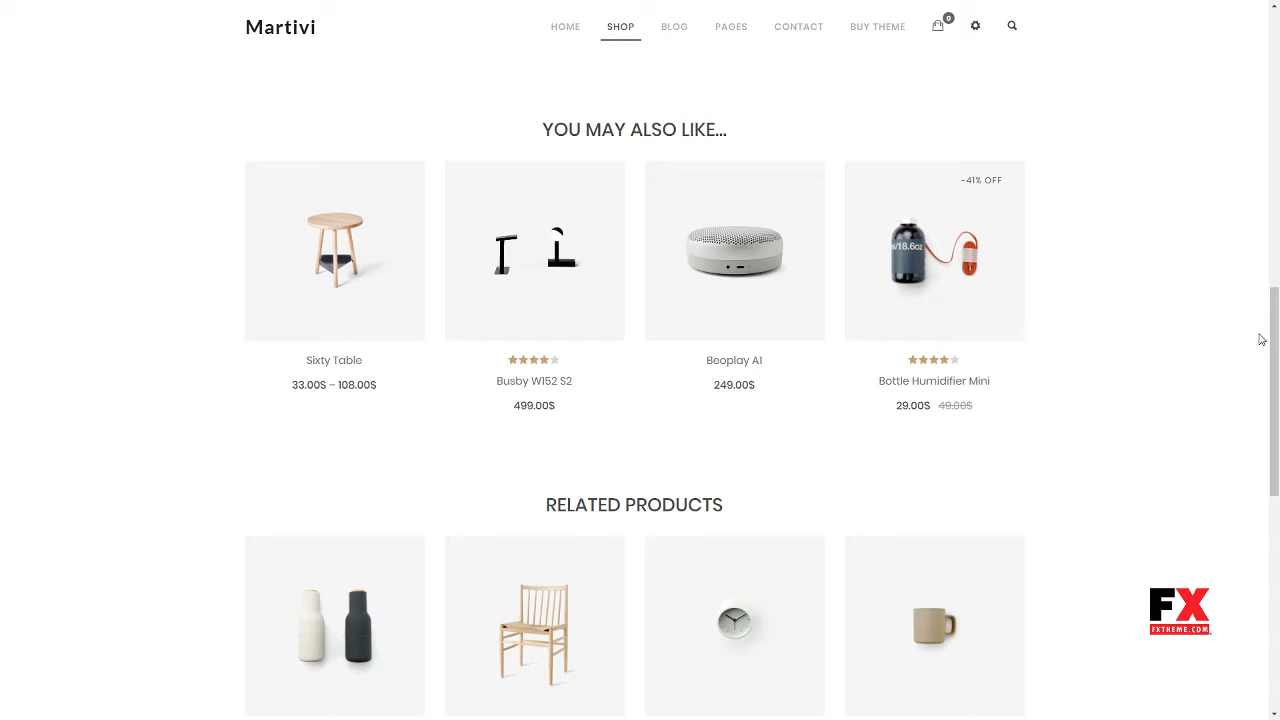 Martivi
HOME
SHOP
BLOG
PAGES
CONTACT
BUY THEME
0
YOU MAY ALSO LIKE...
-41% OFF
/18.6oz
Sixty Table
33.00$ – 108.00$
Busby W152 S2
499.00$
Beoplay A1
249.00$
Bottle Humidifier Mini
29.00$ 49.00$
RELATED PRODUCTS
FX
FXTHEME.COM